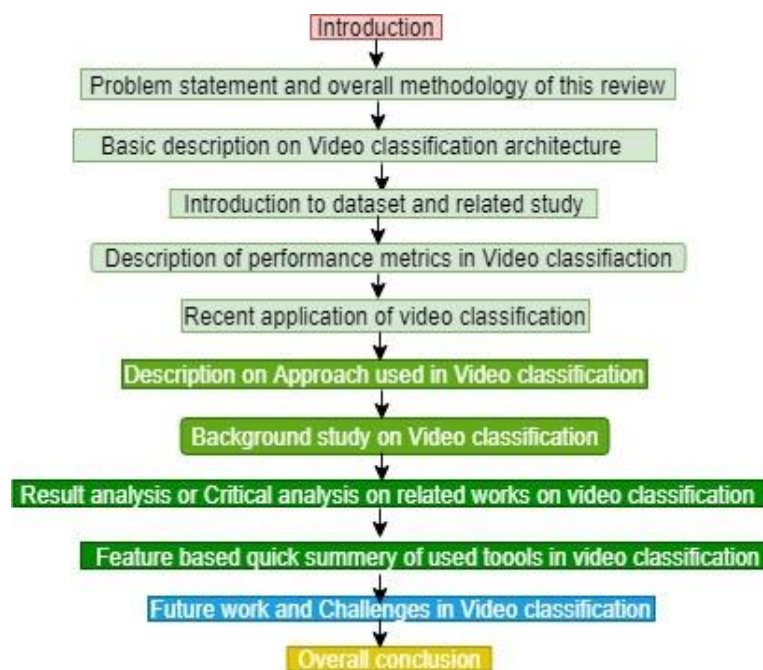 Introduction
Problem statement and overall methodology of this review
Basic description on Video classification architecture
Introduction to dataset and related study
Description of performance metrics in Video classifiaction
Recent application of video classification
Description on Approach used in Video classification
Background study on Video classification
Result analysis or Critical analysis on related works on video classification
Feature based quick summery of used toools in video classification
Future work and Challenges in Video classification
Overall conclusion